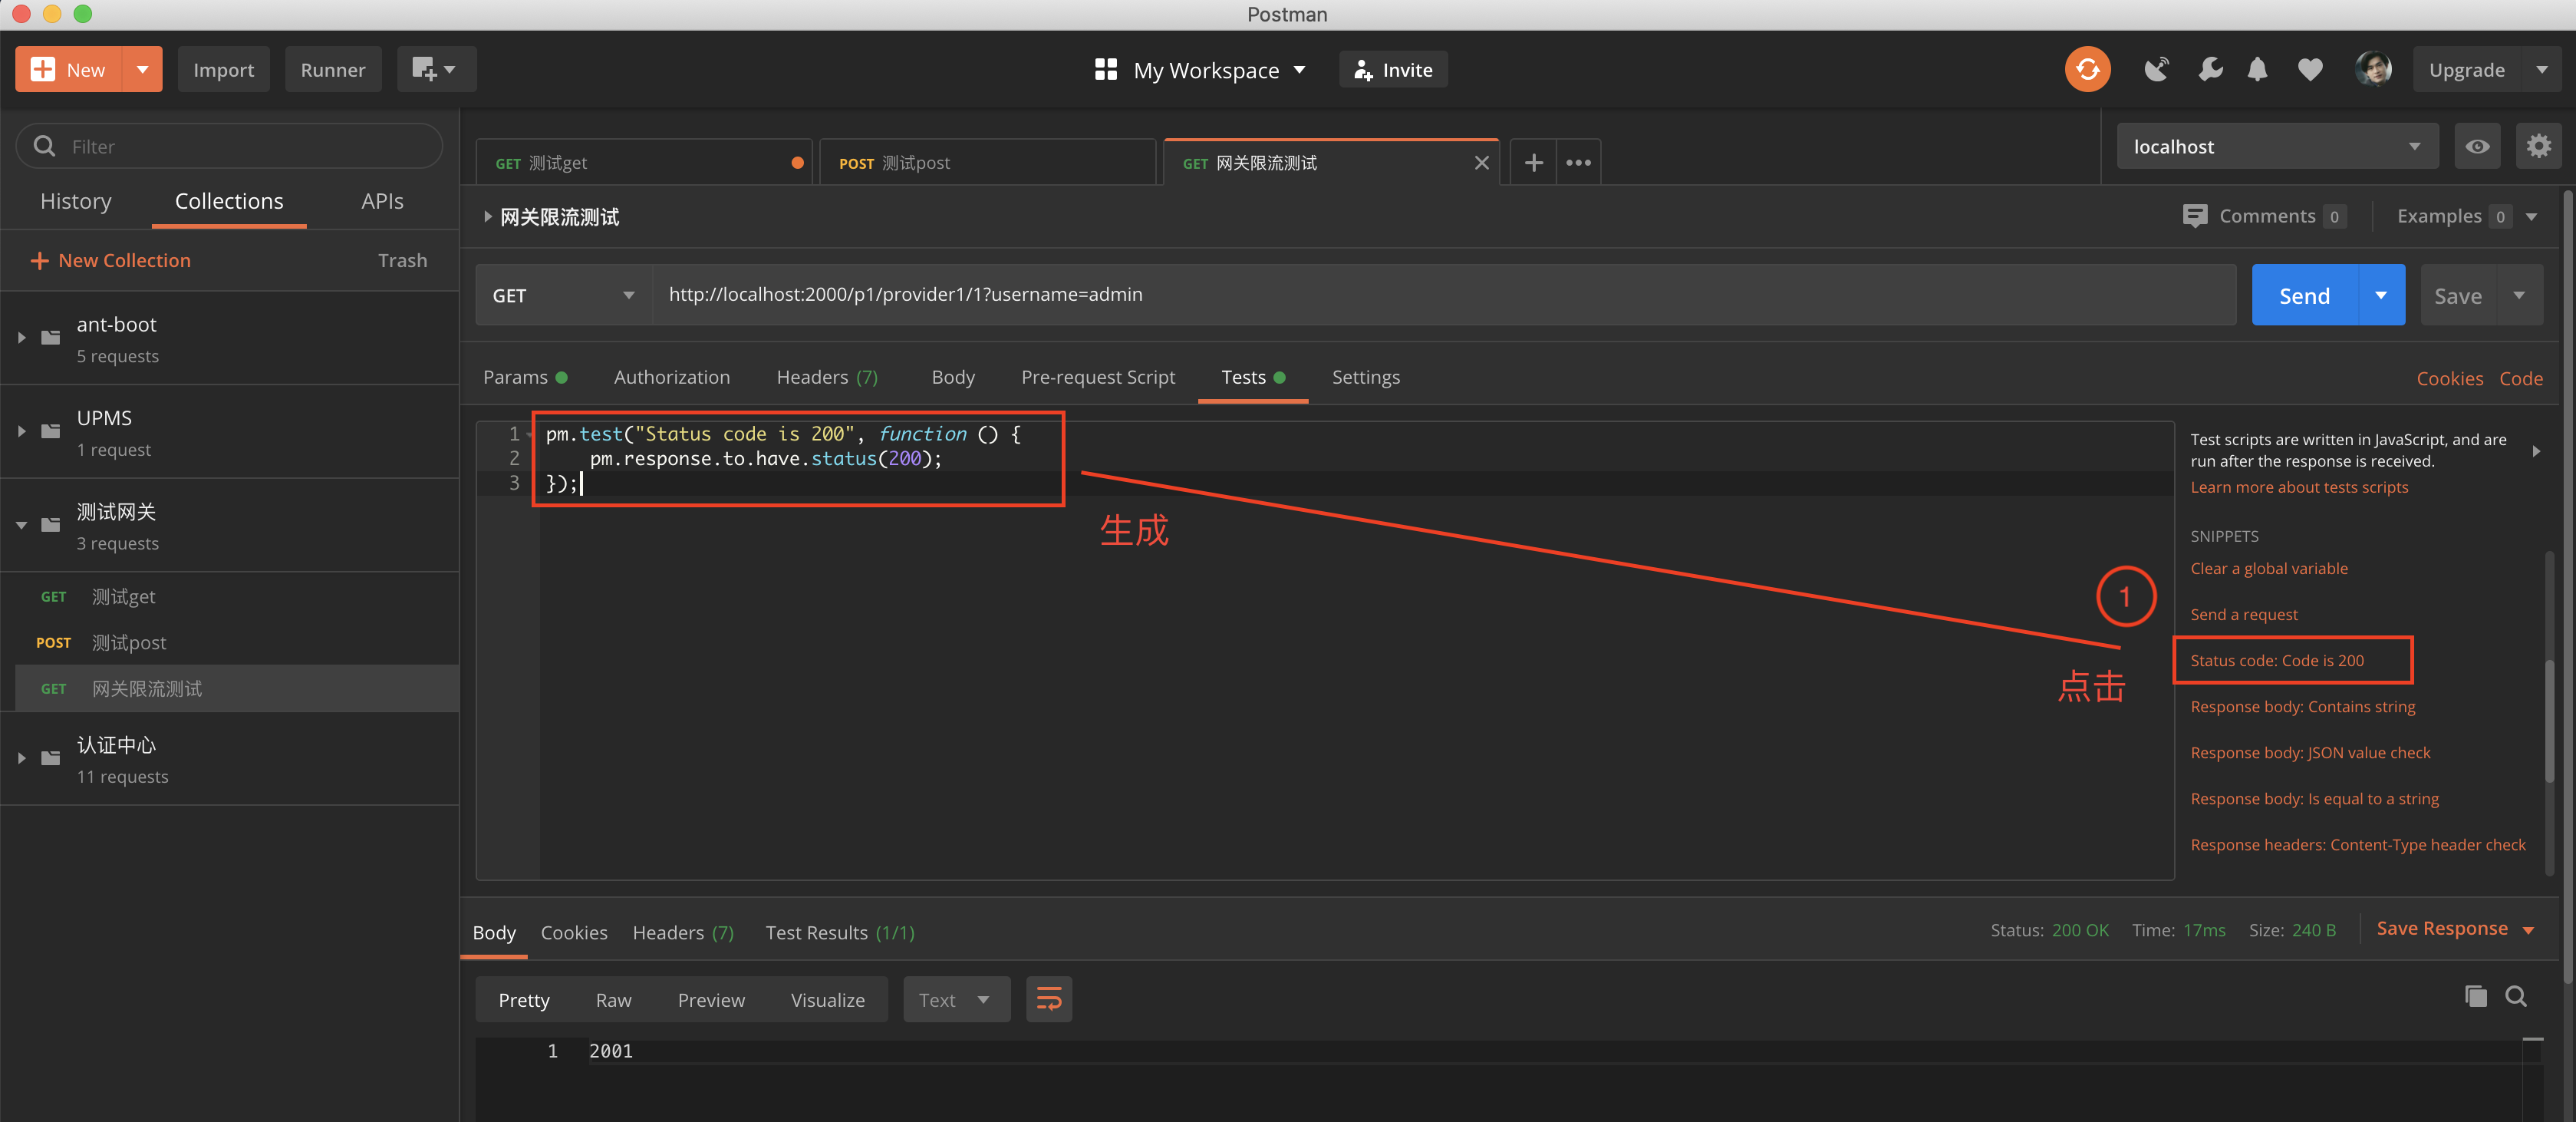 Postman
New
Import
Runner
My Workspace
Invite
Upgrade
Filter
History
Collections
APIs
New Collection
Trash
ant-boot
5 requests
UPMS
1 request
测试网关
3 requests
GET 测试get
POST 测试post
GET 网关限流测试
认证中心
11 requests
GET 测试get
POST 测试post
GET 网关限流测试
localhost
网关限流测试
Comments 0
Examples 0
GET
http://localhost:2000/p1/provider1/1?username=admin
Send
Save
Params
Authorization
Headers (7)
Body
Pre-request Script
Tests
Settings
Cookies
Code
1 pm.test("Status code is 200", function () {
2 pm.response.to.have.status(200);
3 });
生成
1
点击
Test scripts are written in JavaScript, and are
run after the response is received.
Learn more about tests scripts
SNIPPETS
Clear a global variable
Send a request
Status code: Code is 200
Response body: Contains string
Response body: JSON value check
Response body: Is equal to a string
Response headers: Content-Type header check
Body
Cookies
Headers (7)
Test Results (1/1)
Status: 200 OK
Time: 17ms
Size: 240 B
Save Response
Pretty
Raw
Preview
Visualize
Text
1 2001